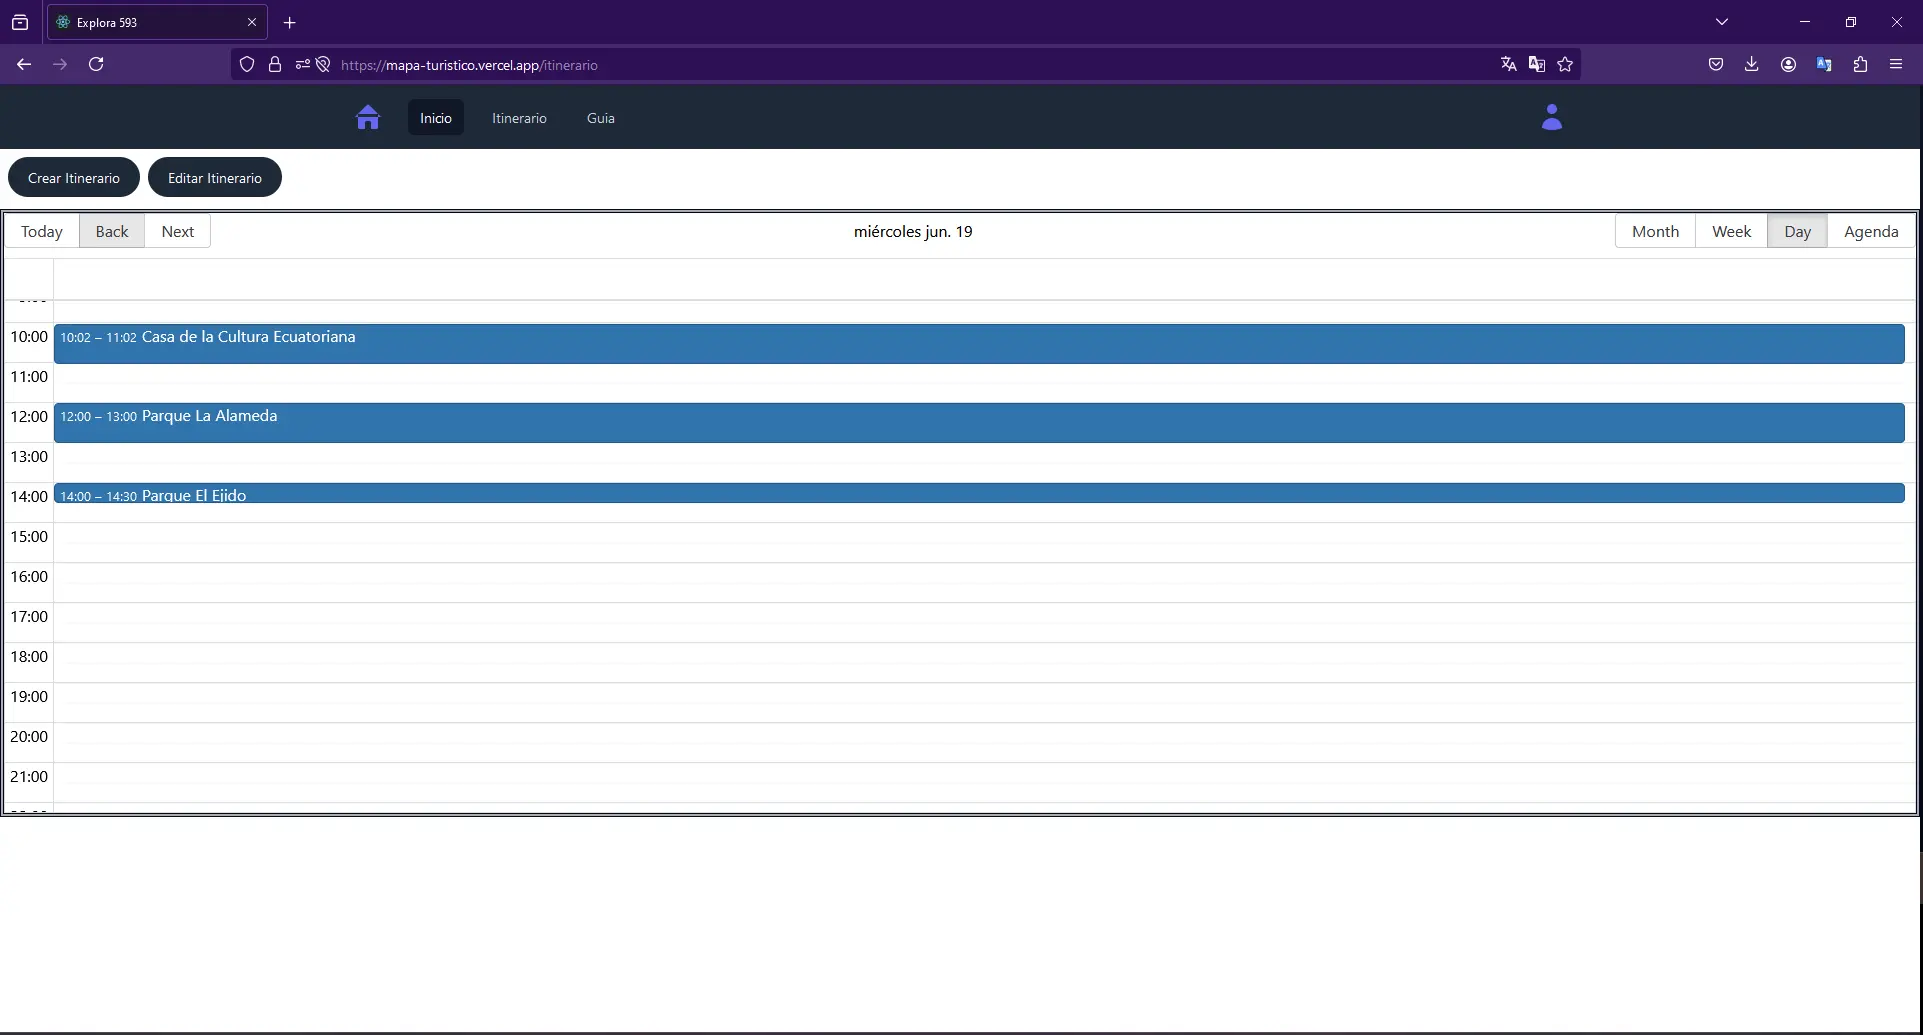 Explora 593
https://mapa-turistico.vercel.app/itinerario
Inicio Itinerario Guia
Crear Itinerario Editar Itinerario
Today Back Next miércoles jun. 19 Month Week Day Agenda
10:00 10:02 – 11:02 Casa de la Cultura Ecuatoriana
11:00
12:00 12:00 – 13:00 Parque La Alameda
13:00
14:00 14:00 – 14:30 Parque El Ejido
15:00
16:00
17:00
18:00
19:00
20:00
21:00